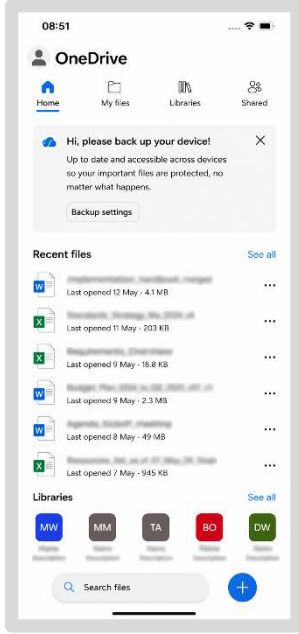 08:51
OneDrive
Home
My files
Libraries
Shared
Hi, please back up your device!
Up to date and accessible across devices
so your important files are protected, no
matter what happens.
Backup settings
Recent files
See all
Last opened 12 May · 4.1 MB
Last opened 11 May · 203 KB
Last opened 9 May · 16.8 KB
Last opened 9 May · 2.3 MB
Last opened 8 May · 49 MB
Last opened 7 May · 945 KB
Libraries
See all
MW
MM
TA
BO
DW
Search files